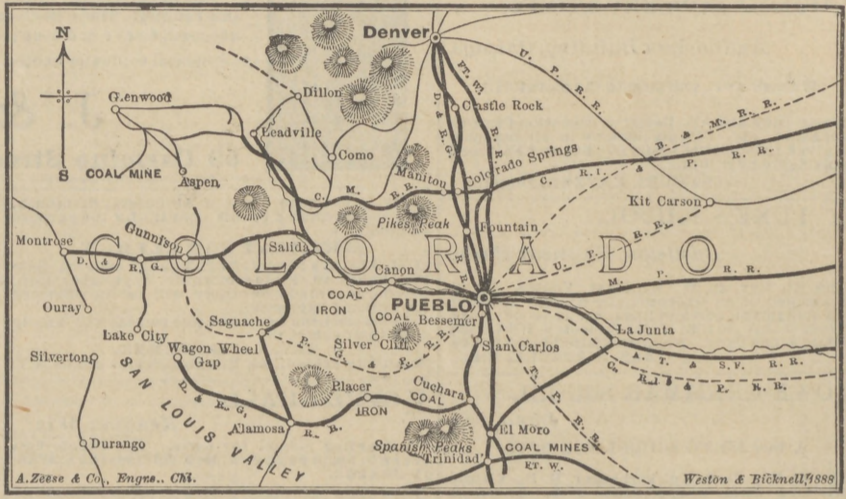 Denver
N
S
U. P. R. R.
Dillon
FT. W.
R. R.
Castle Rock
D. & R. G.
Glenwood
Leadville
B. & M. R. R.
Como
COAL MINE
Aspen
Manitou
Colorado Springs
C. M. R. R.
C. R. I. & P. R. R.
Kit Carson
Pikes Peak
Fountain
Gunnison
Montrose
Salida
COLORADO
D. & R. G.
U. P. R. R.
R. R.
Canon
M. P. R. R.
COAL
IRON
PUEBLO
Ouray
COAL
Bessemer
Saguache
Lake City
Silver Cliff
La Junta
P. G. & F. R. R.
San Carlos
Wagon Wheel
Gap
Silverton
A. T. & S.F. R. R.
C. R. I. & P. R. R.
SAN LOUIS VALLEY
D. & R. G.
R. R.
Placer
IRON
Cuchara
COAL
Alamosa
T. P. R. R.
El Moro
COAL MINES
Durango
Spanish Peaks
Trinidad
FT. W.
A. Zeese & Co., Engrs., Chi.
Weston & Bicknell, 1888